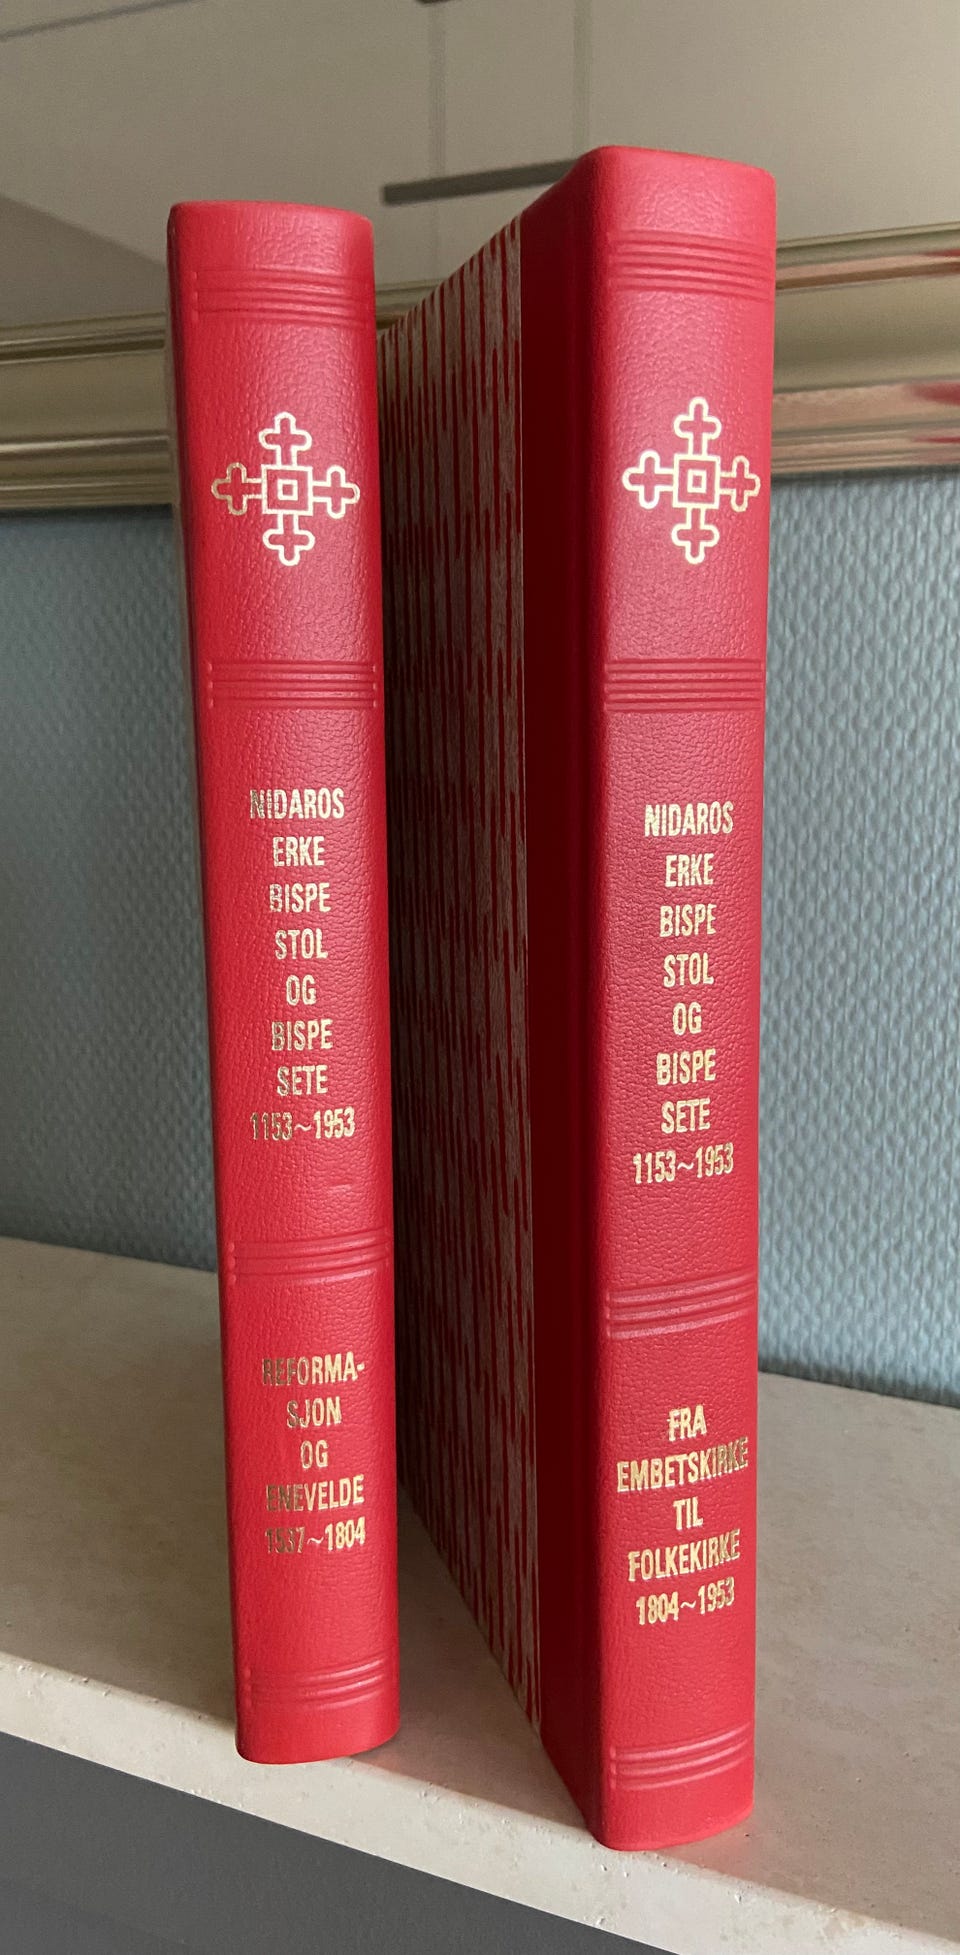 NIDAROS
ERKE
BISPE
STOL
OG
BISPE
SETE
1153~1953
REFORMA-
SJON
OG
ENEVELDE
1537~1804
NIDAROS
ERKE
BISPE
STOL
OG
BISPE
SETE
1153~1953
FRA
EMBETSKIRKE
TIL
FOLKEKIRKE
1804~1953